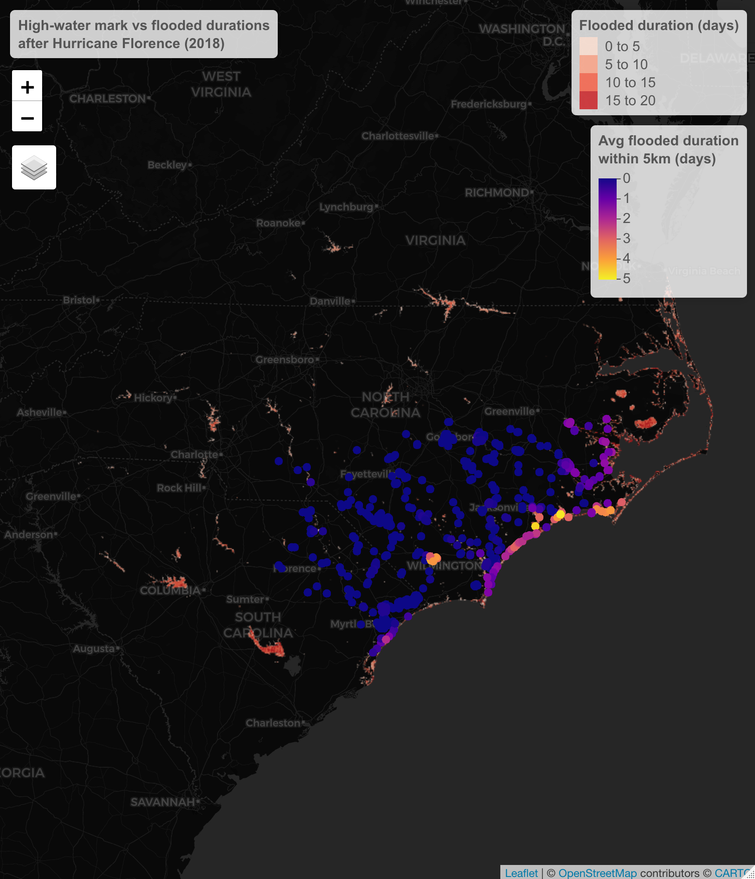 High-water mark vs flooded durations
after Hurricane Florence (2018)
+
−
Flooded duration (days)
0 to 5
5 to 10
10 to 15
15 to 20
Avg flooded duration
within 5km (days)
0
1
2
3
4
5
Winchester
WASHINGTON
D.C.
DELAWARE
WEST
VIRGINIA
CHARLESTON
Fredericksburg
Charlottesville
Beckley
RICHMOND
Lynchburg
Roanoke
VIRGINIA
Bristol
Danville
Greensboro
Hickory
NORTH
CAROLINA
Asheville
Greenville
Charlotte
Fayetteville
Rock Hill
Greenville
Jacksonville
Anderson
Florence
WILMINGTON
COLUMBIA
Sumter
SOUTH
CAROLINA
Augusta
Charleston
ORGIA
SAVANNAH
Leaflet | © OpenStreetMap contributors © CARTO